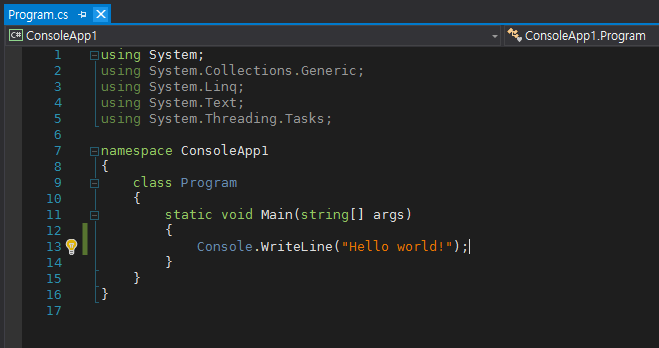 Program.cs
C# ConsoleApp1 ConsoleApp1.Program
1 using System;
2 using System.Collections.Generic;
3 using System.Linq;
4 using System.Text;
5 using System.Threading.Tasks;
6
7 namespace ConsoleApp1
8 {
9 class Program
10 {
11 static void Main(string[] args)
12 {
13 Console.WriteLine("Hello world!");
14 }
15 }
16 }
17